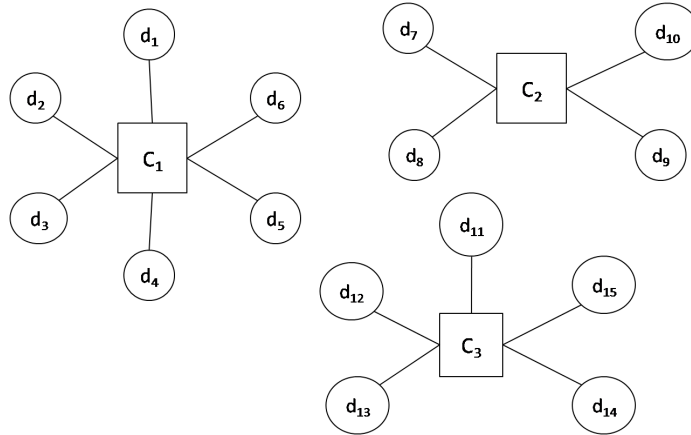 d₁
d₂
d₆
C₁
d₃
d₅
d₄
d₇
d₁₀
C₂
d₈
d₉
d₁₁
d₁₂
d₁₅
C₃
d₁₃
d₁₄